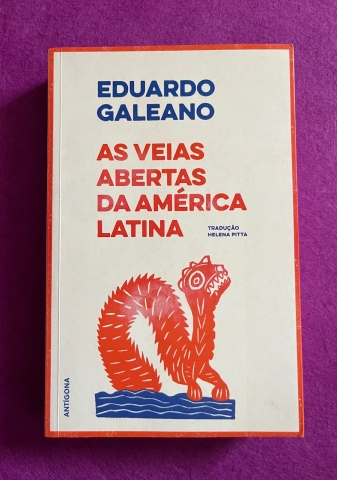 EDUARDO
GALEANO
AS VEIAS
ABERTAS
DA AMÉRICA
LATINA
TRADUÇÃO
HELENA PITTA
ANTÍGONA